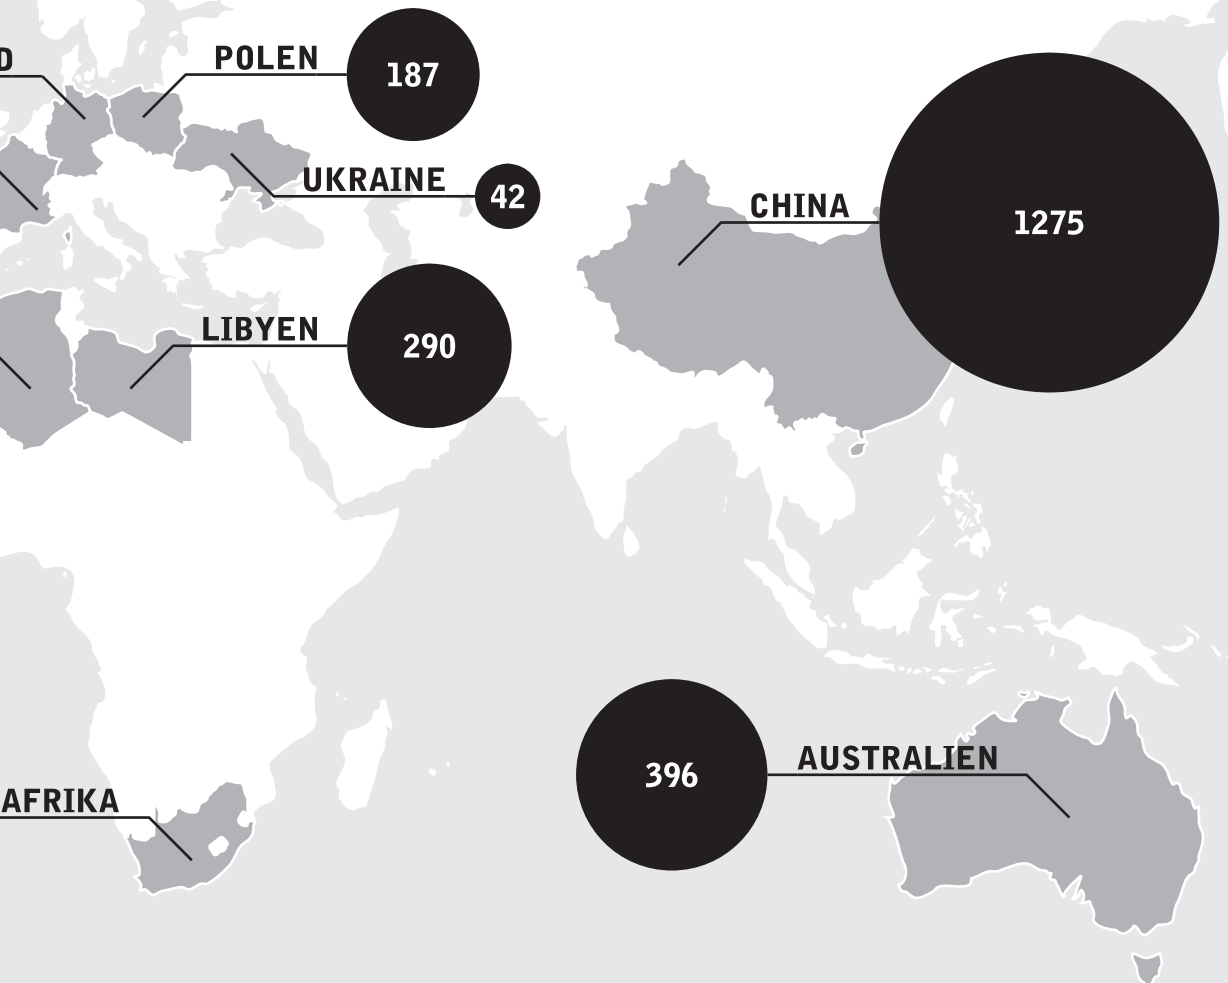 D
POLEN
187
UKRAINE
42
CHINA
1275
LIBYEN
290
396
AUSTRALIEN
AFRIKA